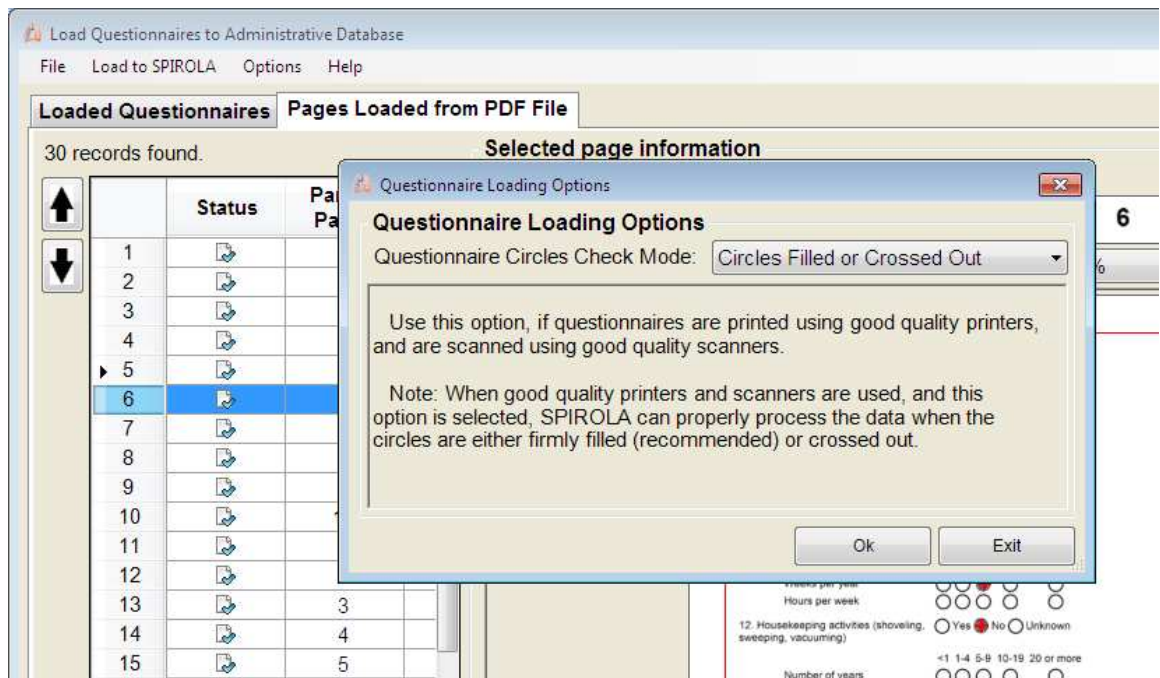 Load Questionnaires to Administrative Database
File Load to SPIROLA Options Help
Loaded Questionnaires Pages Loaded from PDF File
30 records found.
Selected page information
Status
Questionnaire Loading Options
Questionnaire Loading Options
Questionnaire Circles Check Mode: Circles Filled or Crossed Out
Use this option, if questionnaires are printed using good quality printers,
and are scanned using good quality scanners.
Note: When good quality printers and scanners are used, and this
option is selected, SPIROLA can properly process the data when the
circles are either firmly filled (recommended) or crossed out.
Ok Exit
6
%
1
2
3
4
5
6
7
8
9
10
11
12
13 3
14 4
15 5
Weeks per year
Hours per week
12. Housekeeping activities (shoveling, Yes No Unknown
sweeping, vacuuming)
<1 1-4 5-9 10-19 20 or more
Number of years